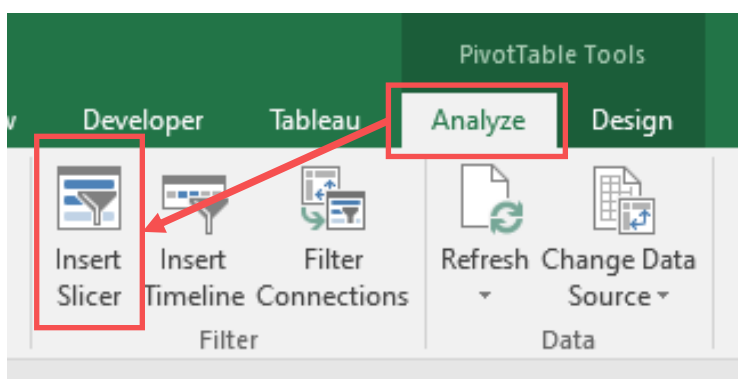 PivotTable Tools
w Developer Tableau Analyze Design
Insert Slicer
Insert Timeline
Filter Connections
Refresh
Change Data Source
Filter
Data